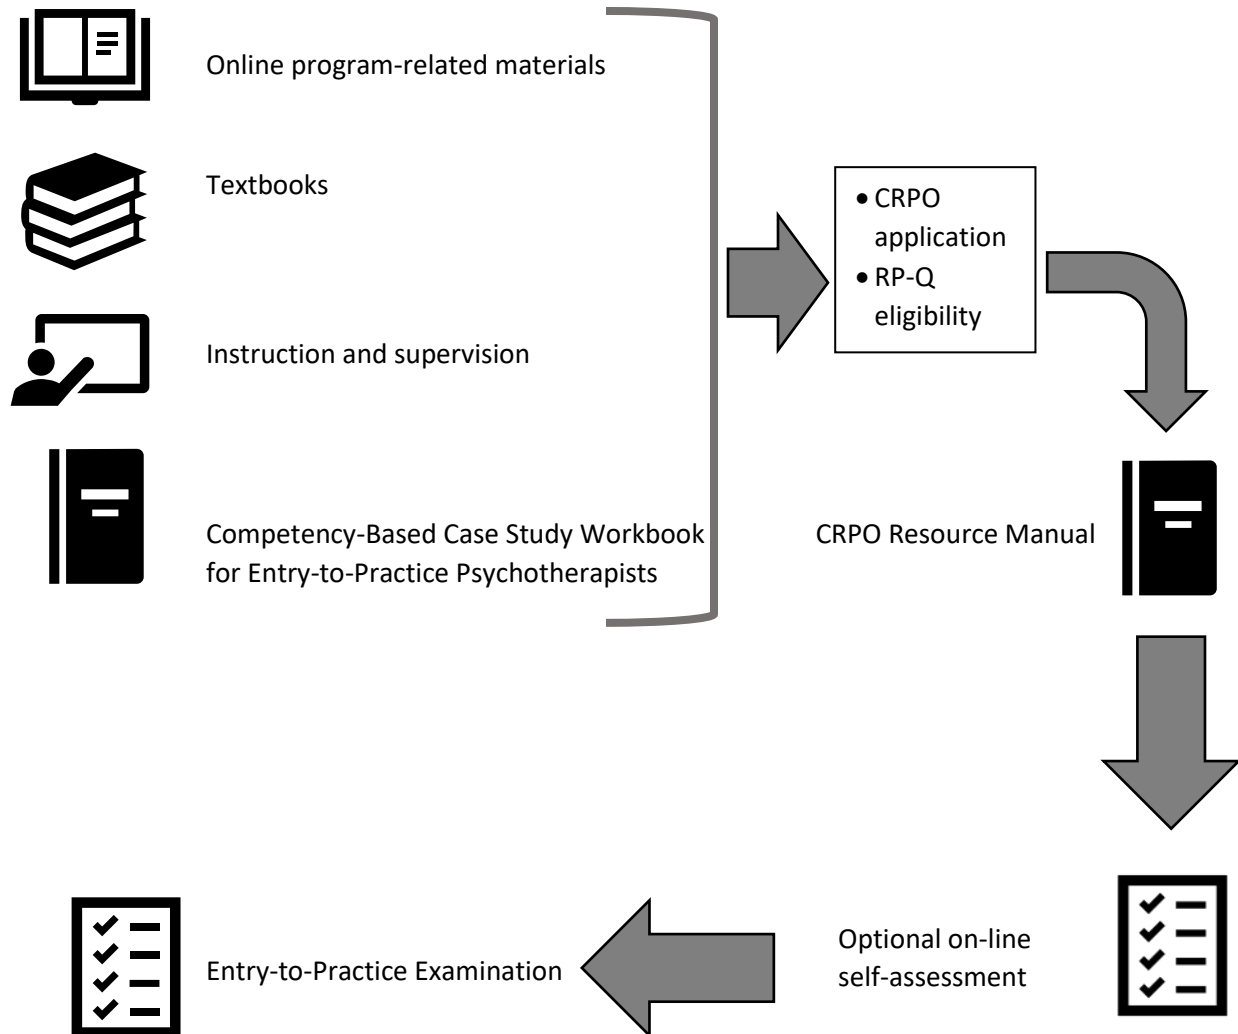 Online program-related materials
Textbooks
Instruction and supervision
Competency-Based Case Study Workbook
for Entry-to-Practice Psychotherapists
• CRPO
application
• RP-Q
eligibility
CRPO Resource Manual
Optional on-line
self-assessment
Entry-to-Practice Examination